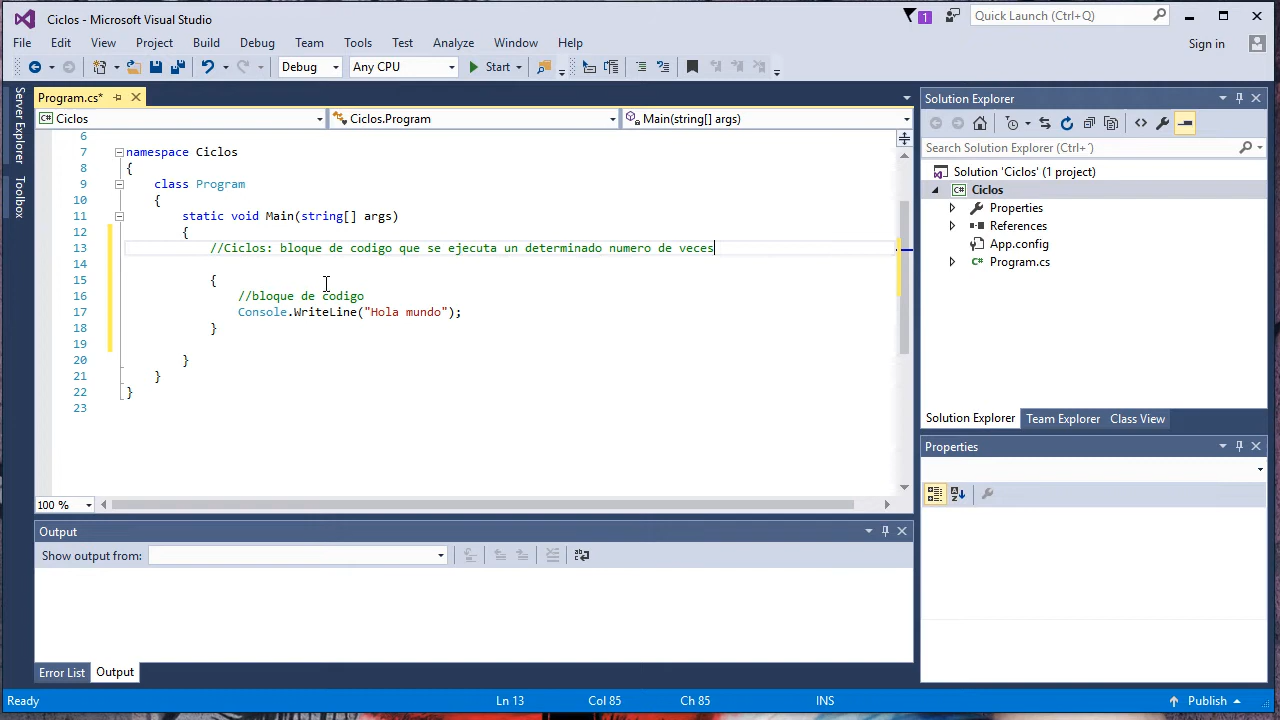 Ciclos - Microsoft Visual Studio
1
Quick Launch (Ctrl+Q)
File Edit View Project Build Debug Team Tools Test Analyze Window Help
Sign in
Debug Any CPU Start
Server Explorer
Toolbox
Program.cs*
Ciclos Ciclos.Program Main(string[] args)
6
7 namespace Ciclos
8 {
9 class Program
10 {
11 static void Main(string[] args)
12 {
13 //Ciclos: bloque de codigo que se ejecuta un determinado numero de veces
14
15 {
16 //bloque de codigo
17 Console.WriteLine("Hola mundo");
18 }
19
20 }
21 }
22 }
23
100 %
Solution Explorer
Search Solution Explorer (Ctrl+´)
Solution 'Ciclos' (1 project)
Ciclos
Properties
References
App.config
Program.cs
Solution Explorer Team Explorer Class View
Properties
Output
Show output from:
Error List Output
Ready Ln 13 Col 85 Ch 85 INS Publish